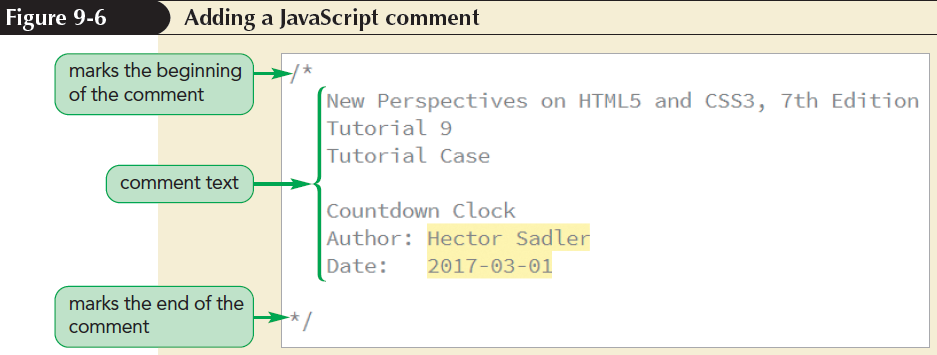 Figure 9-6 Adding a JavaScript comment
marks the beginning
of the comment
/*
New Perspectives on HTML5 and CSS3, 7th Edition
Tutorial 9
Tutorial Case
comment text
Countdown Clock
Author: Hector Sadler
Date: 2017-03-01
marks the end of the
comment
*/